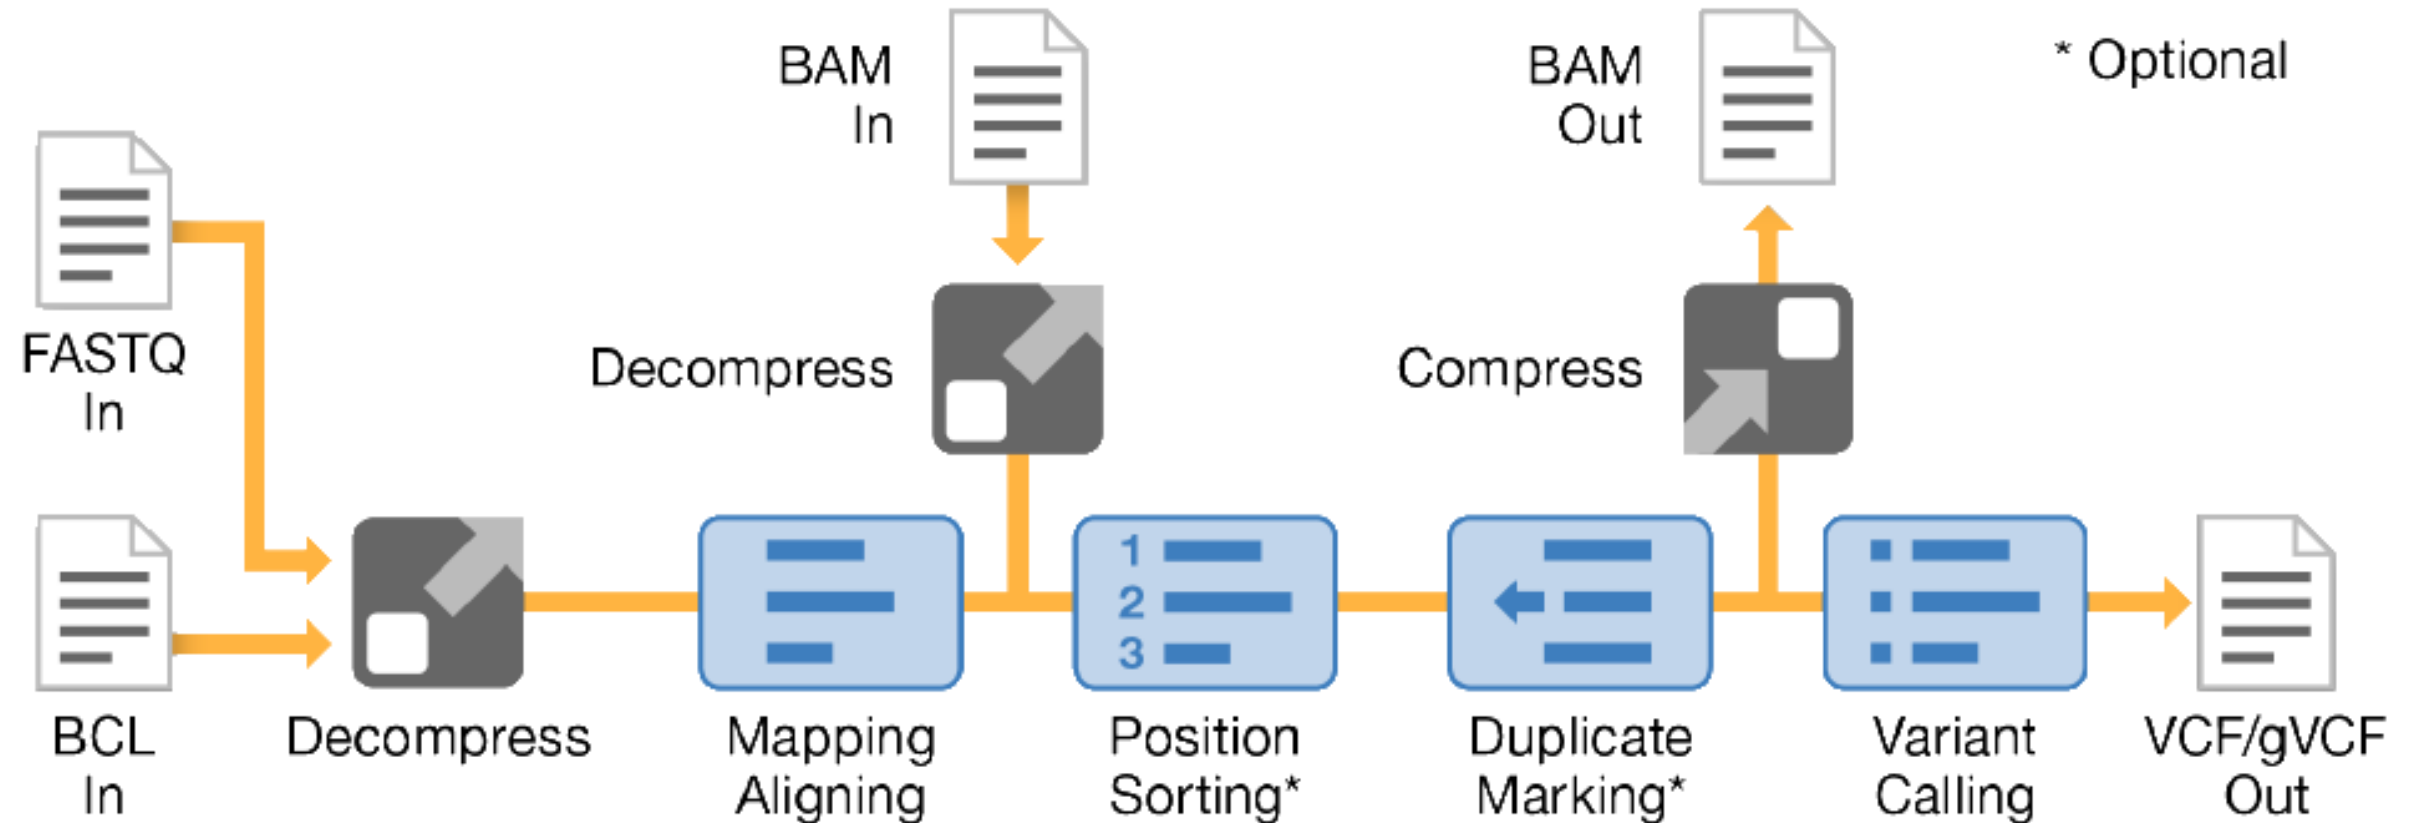 BAM
In
BAM
Out
* Optional
FASTQ
In
Decompress
Compress
1
2
3
BCL
In
Decompress
Mapping
Aligning
Position
Sorting*
Duplicate
Marking*
Variant
Calling
VCF/gVCF
Out